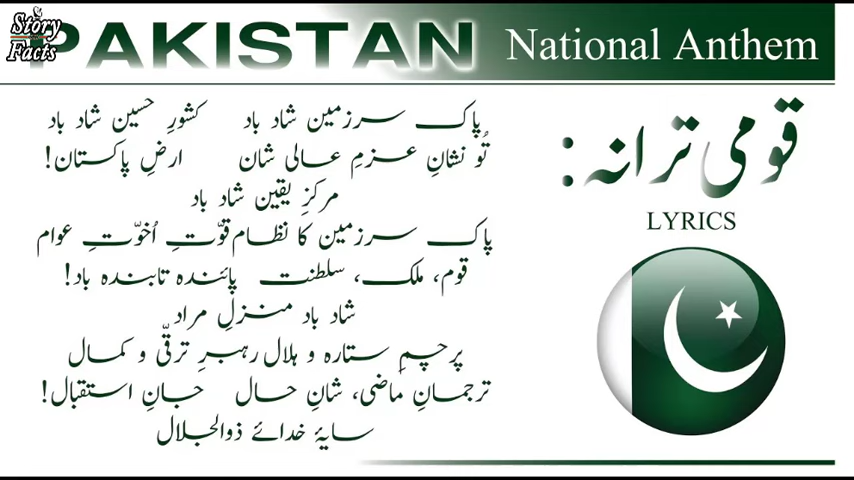 Story
Facts
PAKISTAN National Anthem
قومی ترانہ:
LYRICS
پاک سرزمین شاد باد کشورِ حسین شاد باد
تُو نشانِ عزمِ عالی شان ارضِ پاکستان!
مرکزِ یقین شاد باد
پاک سرزمین کا نظام قوّتِ اُخوّتِ عوام
قوم، ملک، سلطنت پائندہ تابندہ باد!
شاد باد منزلِ مراد
پرچمِ ستارہ و ہلال رہبرِ ترقّی و کمال
ترجمانِ ماضی، شانِ حال جانِ استقبال!
سایۂ خدائے ذوالجلال